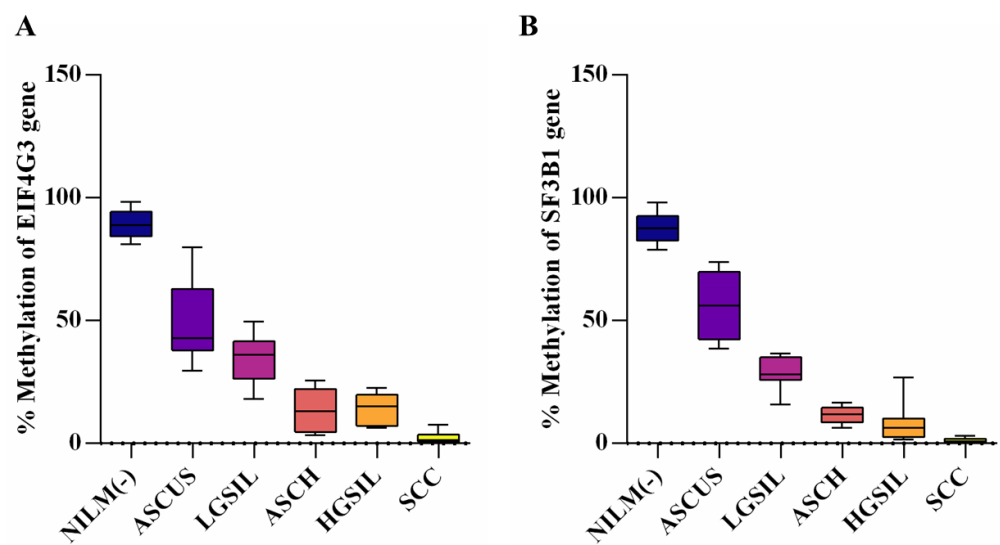 A
% Methylation of EIF4G3 gene
150
100
50
0
NILM(-)
ASCUS
LGSIL
ASCH
HGSIL
SCC
B
% Methylation of SF3B1 gene
150
100
50
0
NILM(-)
ASCUS
LGSIL
ASCH
HGSIL
SCC